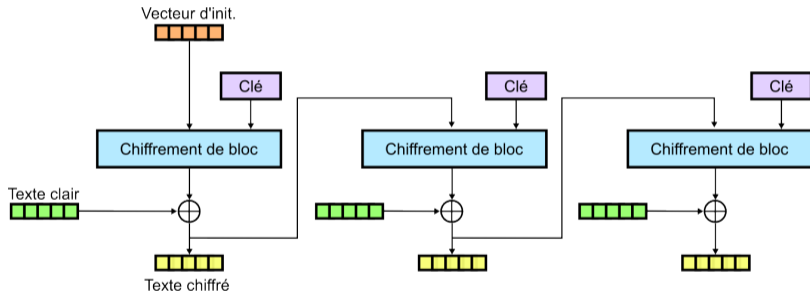 Vecteur d'init.
Clé
Clé
Clé
Chiffrement de bloc
Chiffrement de bloc
Chiffrement de bloc
Texte clair
Texte chiffré